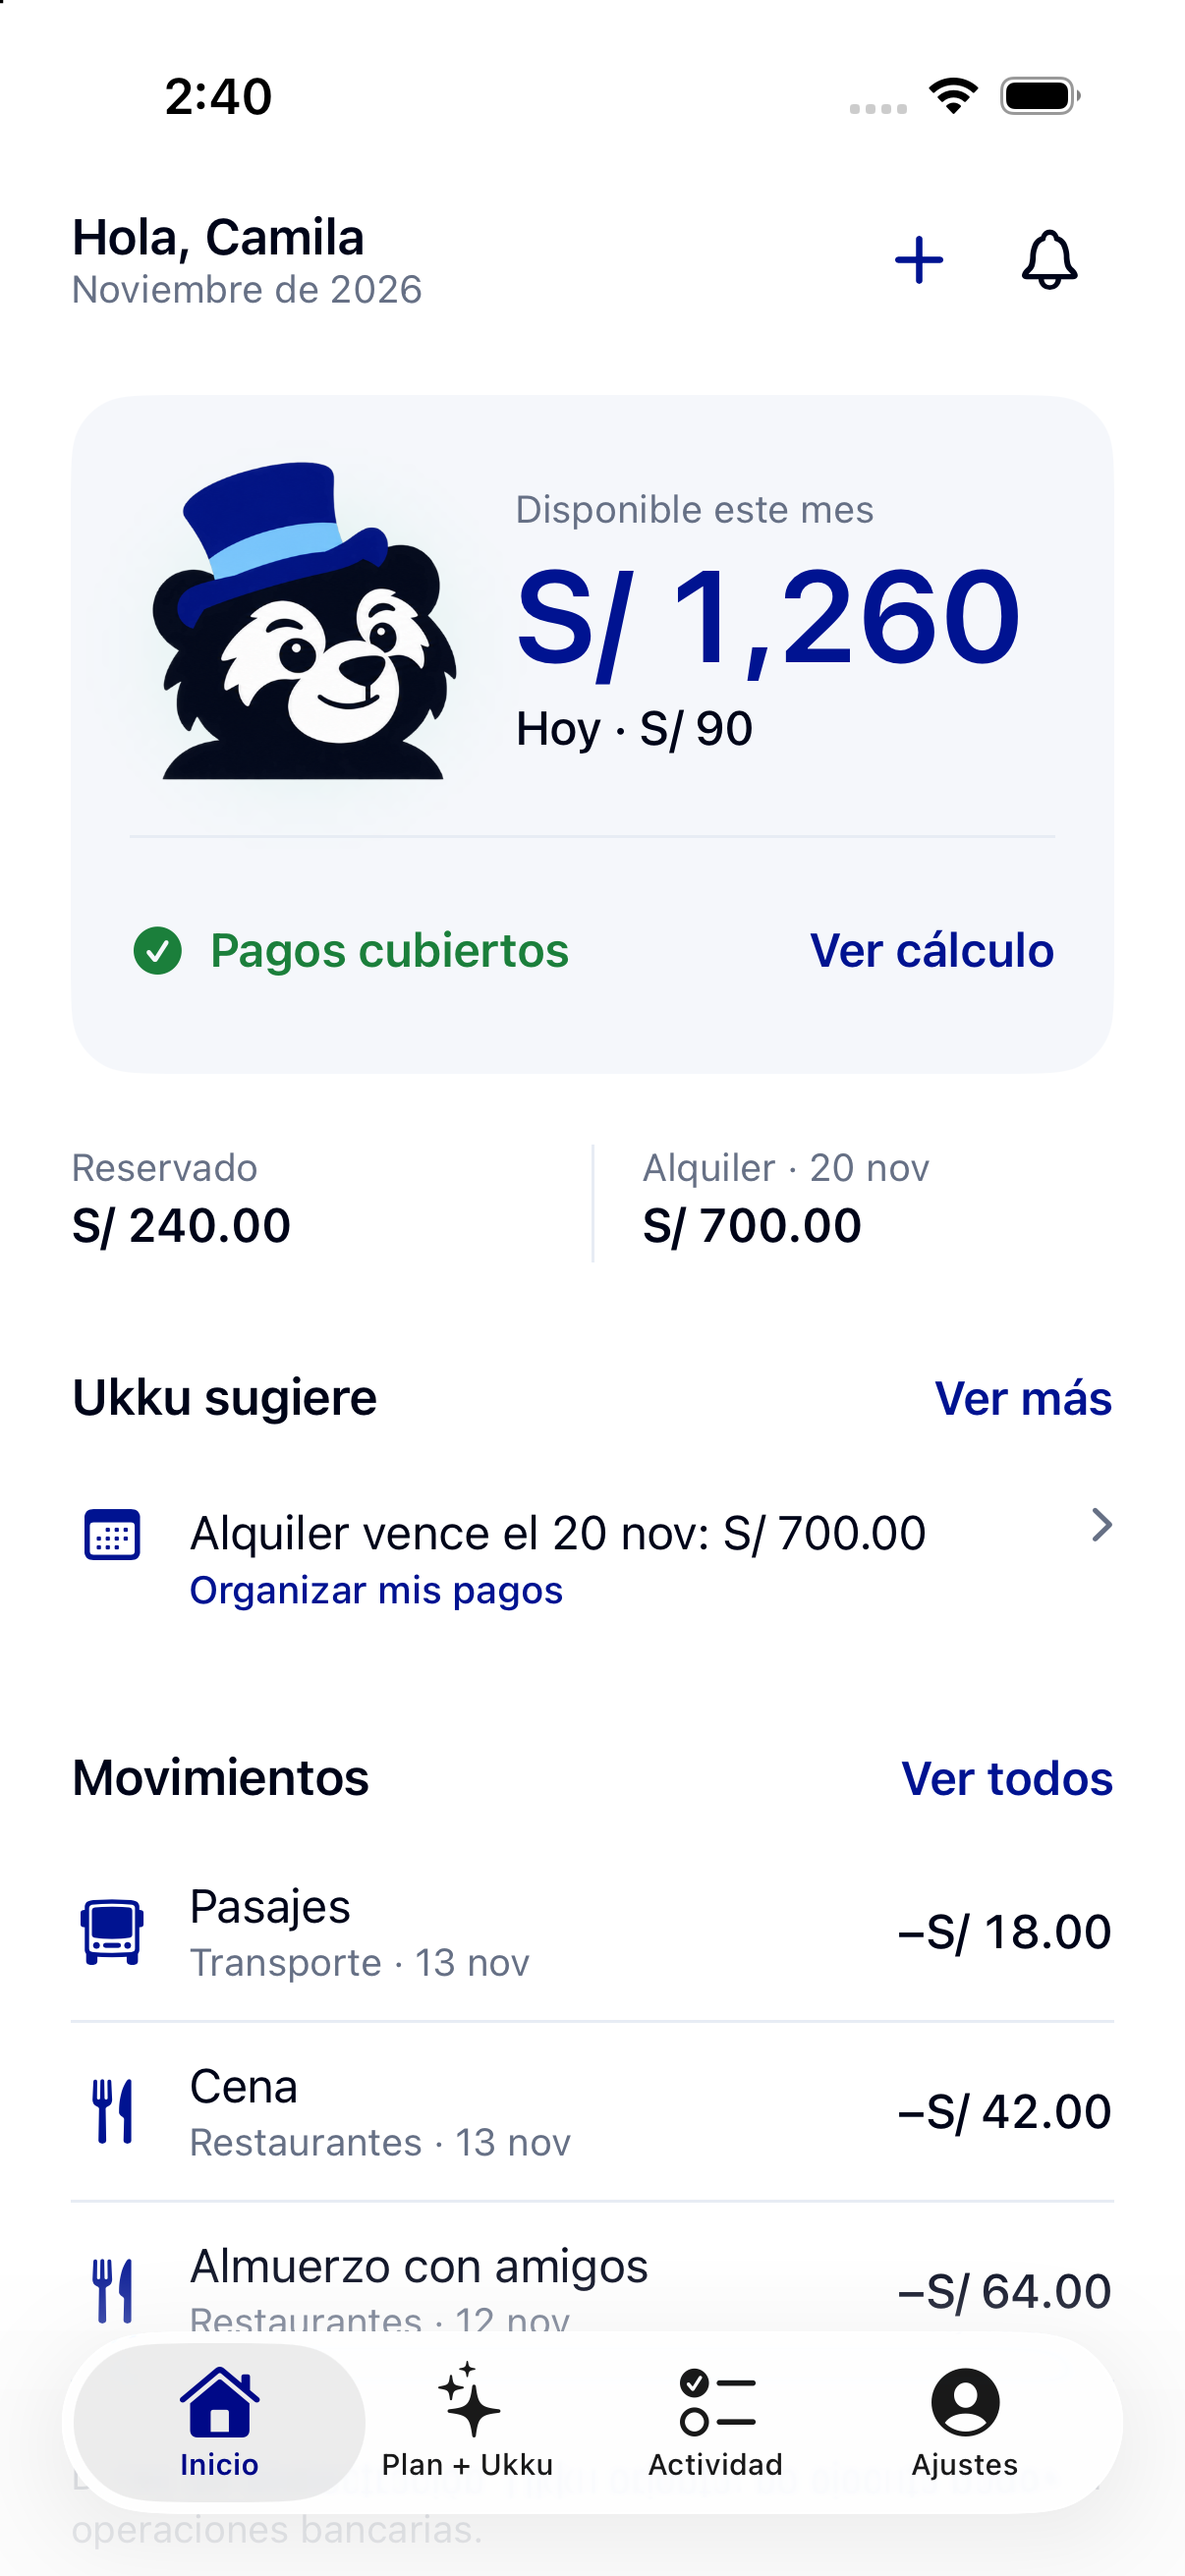 2:40
Hola, Camila
Noviembre de 2026
Disponible este mes
S/ 1,260
Hoy · S/ 90
Pagos cubiertos
Ver cálculo
Reservado
S/ 240.00
Alquiler · 20 nov
S/ 700.00
Ukku sugiere
Ver más
Alquiler vence el 20 nov: S/ 700.00
Organizar mis pagos
Movimientos
Ver todos
Pasajes
–S/ 18.00
Transporte · 13 nov
Cena
–S/ 42.00
Restaurantes · 13 nov
Almuerzo con amigos
–S/ 64.00
Restaurantes · 12 nov
Inicio
Plan + Ukku
Actividad
Ajustes
operaciones bancarias.